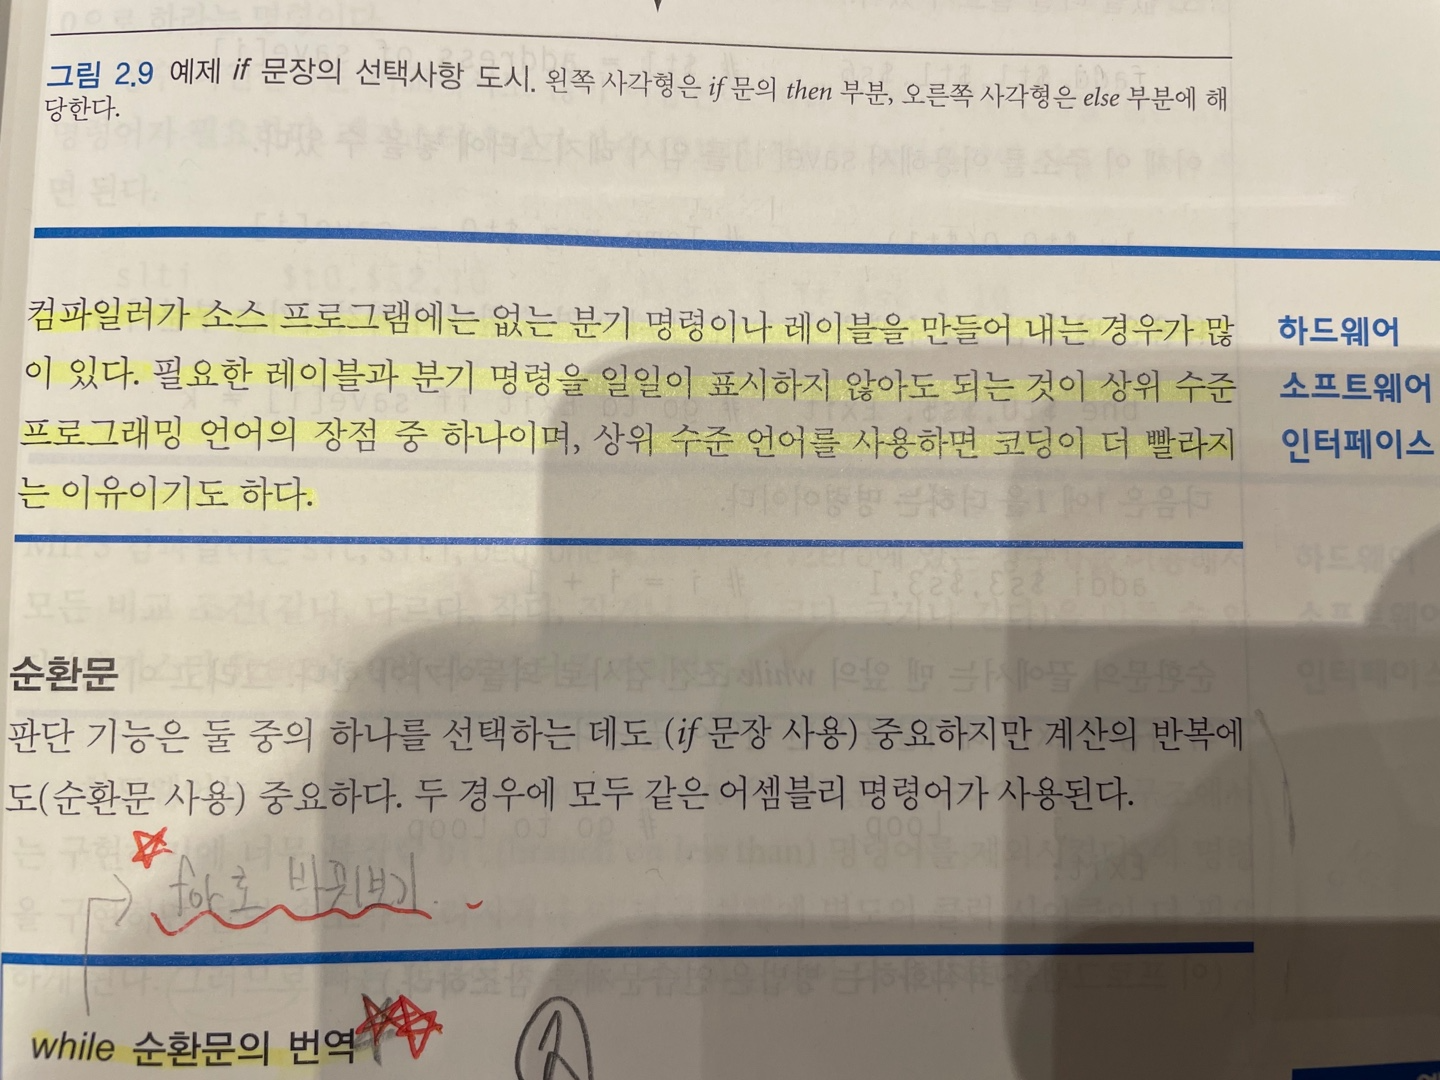 그림 2.9 예제 if 문장의 선택사항 도시. 왼쪽 사각형은 if 문의 then 부분, 오른쪽 사각형은 else 부분에 해
당한다.
컴파일러가 소스 프로그램에는 없는 분기 명령이나 레이블을 만들어 내는 경우가 많
이 있다. 필요한 레이블과 분기 명령을 일일이 표시하지 않아도 되는 것이 상위 수준
프로그래밍 언어의 장점 중 하나이며, 상위 수준 언어를 사용하면 코딩이 더 빨라지
는 이유이기도 하다.
하드웨어
소프트웨어
인터페이스
순환문
판단 기능은 둘 중의 하나를 선택하는 데도 (if 문장 사용) 중요하지만 계산의 반복에
도(순환문 사용) 중요하다. 두 경우에 모두 같은 어셈블리 명령어가 사용된다.
for로 바꿔보기.
while 순환문의 번역
2